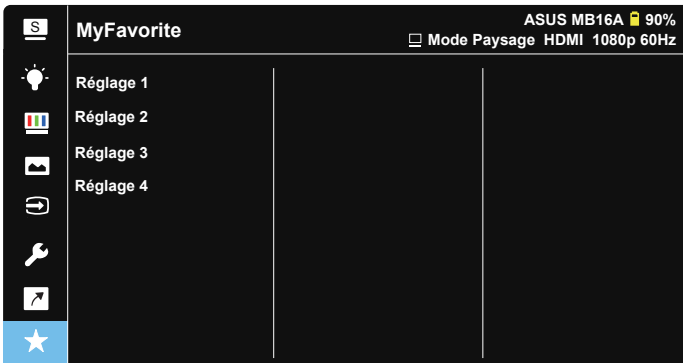 S
MyFavorite
ASUS MB16A 90%
Mode Paysage HDMI 1080p 60Hz
Réglage 1
Réglage 2
Réglage 3
Réglage 4